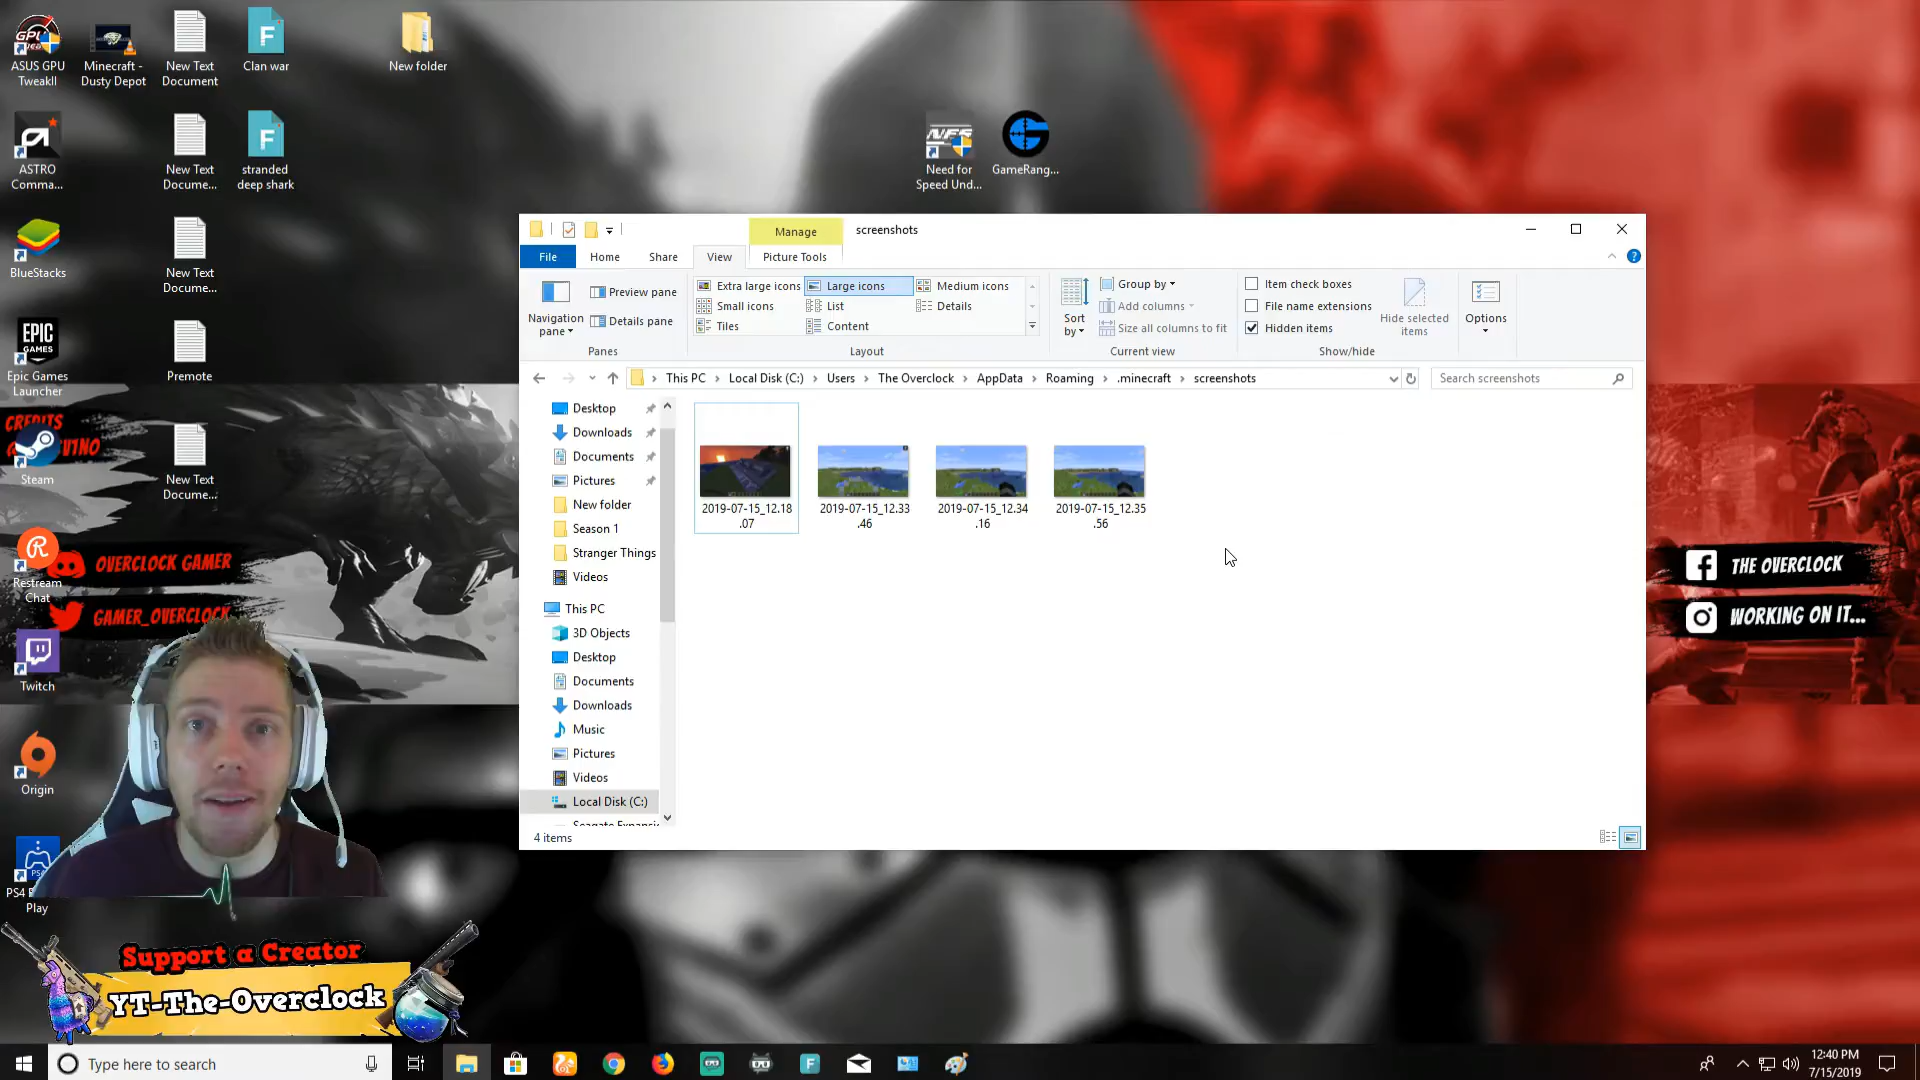 ASUS GPU
TweakII
Minecraft -
Dusty Depot
New Text
Document
Clan war
New folder
ASTRO
Comma...
New Text
Docume...
stranded
deep shark
Need for
Speed Und...
GameRang...
BlueStacks
New Text
Docume...
EPIC
GAMES
Epic Games
Launcher
Premote
CREDITS
Steam
New Text
Docume...
Restream
Chat
OVERCLOCK GAMER
GAMER_OVERCLOCK
Twitch
Origin
Play
Support a Creator
YT-The-Overclock
THE OVERCLOCK
WORKING ON IT...
Manage
screenshots
File
Home
Share
View
Picture Tools
Navigation
pane
Preview pane
Details pane
Panes
Extra large icons
Large icons
Medium icons
Small icons
List
Details
Tiles
Content
Layout
Sort
by
Group by
Add columns
Size all columns to fit
Current view
Item check boxes
File name extensions
Hidden items
Hide selected
items
Show/hide
Options
This PC > Local Disk (C:) > Users > The Overclock > AppData > Roaming > .minecraft > screenshots
Search screenshots
Desktop
Downloads
Documents
Pictures
New folder
Season 1
Stranger Things
Videos
This PC
3D Objects
Desktop
Documents
Downloads
Music
Pictures
Videos
Local Disk (C:)
2019-07-15_12.18
.07
2019-07-15_12.33
.46
2019-07-15_12.34
.16
2019-07-15_12.35
.56
4 items
Type here to search
12:40 PM
7/15/2019